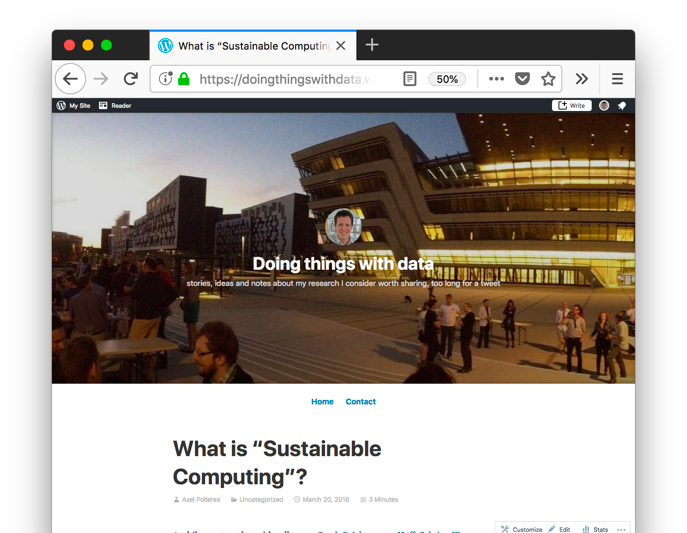 What is “Sustainable Computing
https://doingthingswithdata.w
50%
My Site
Reader
Write
Doing things with data
stories, ideas and notes about my research I consider worth sharing, too long for a tweet
Home Contact
What is “Sustainable
Computing”?
Axel Polleres Uncategorized March 20, 2018 3 Minutes
Customize Edit Stats